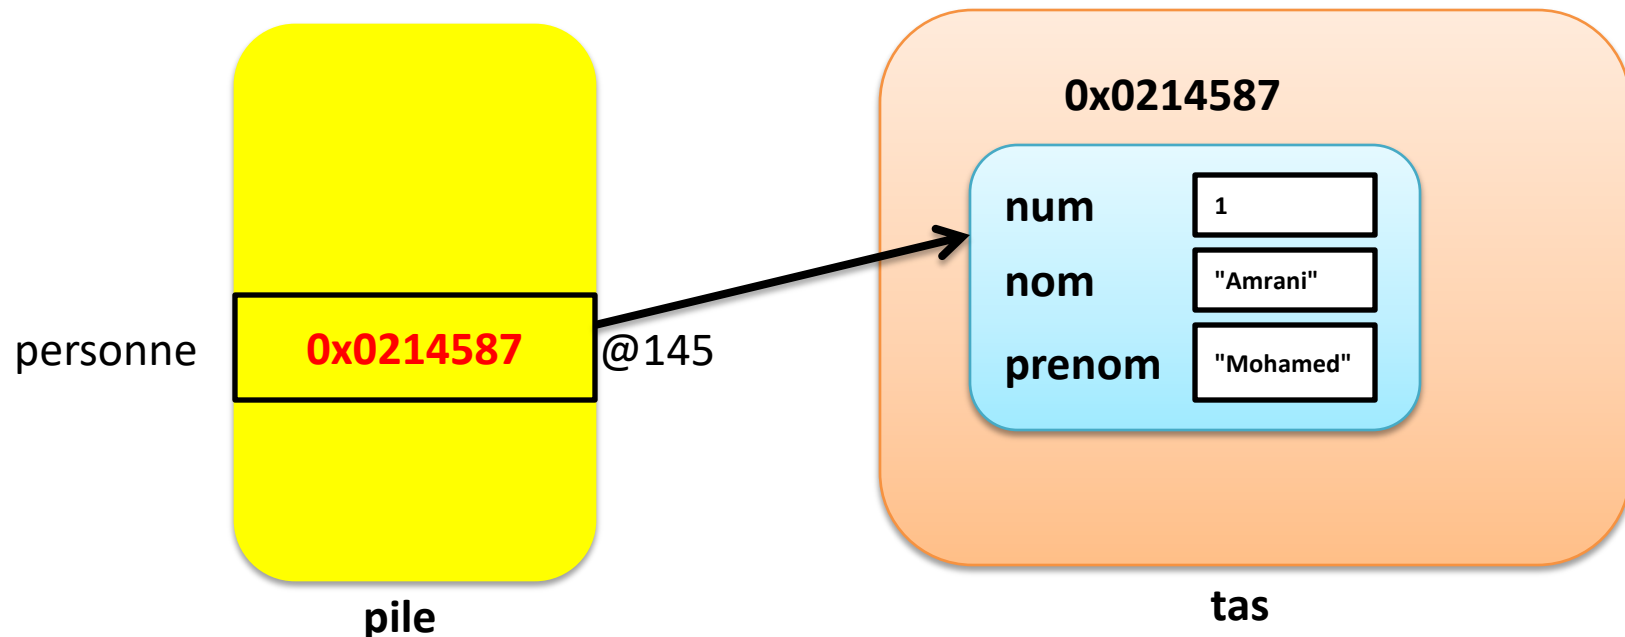 personne
0x0214587
@145
pile
0x0214587
num
1
nom
"Amrani"
prenom
"Mohamed"
tas